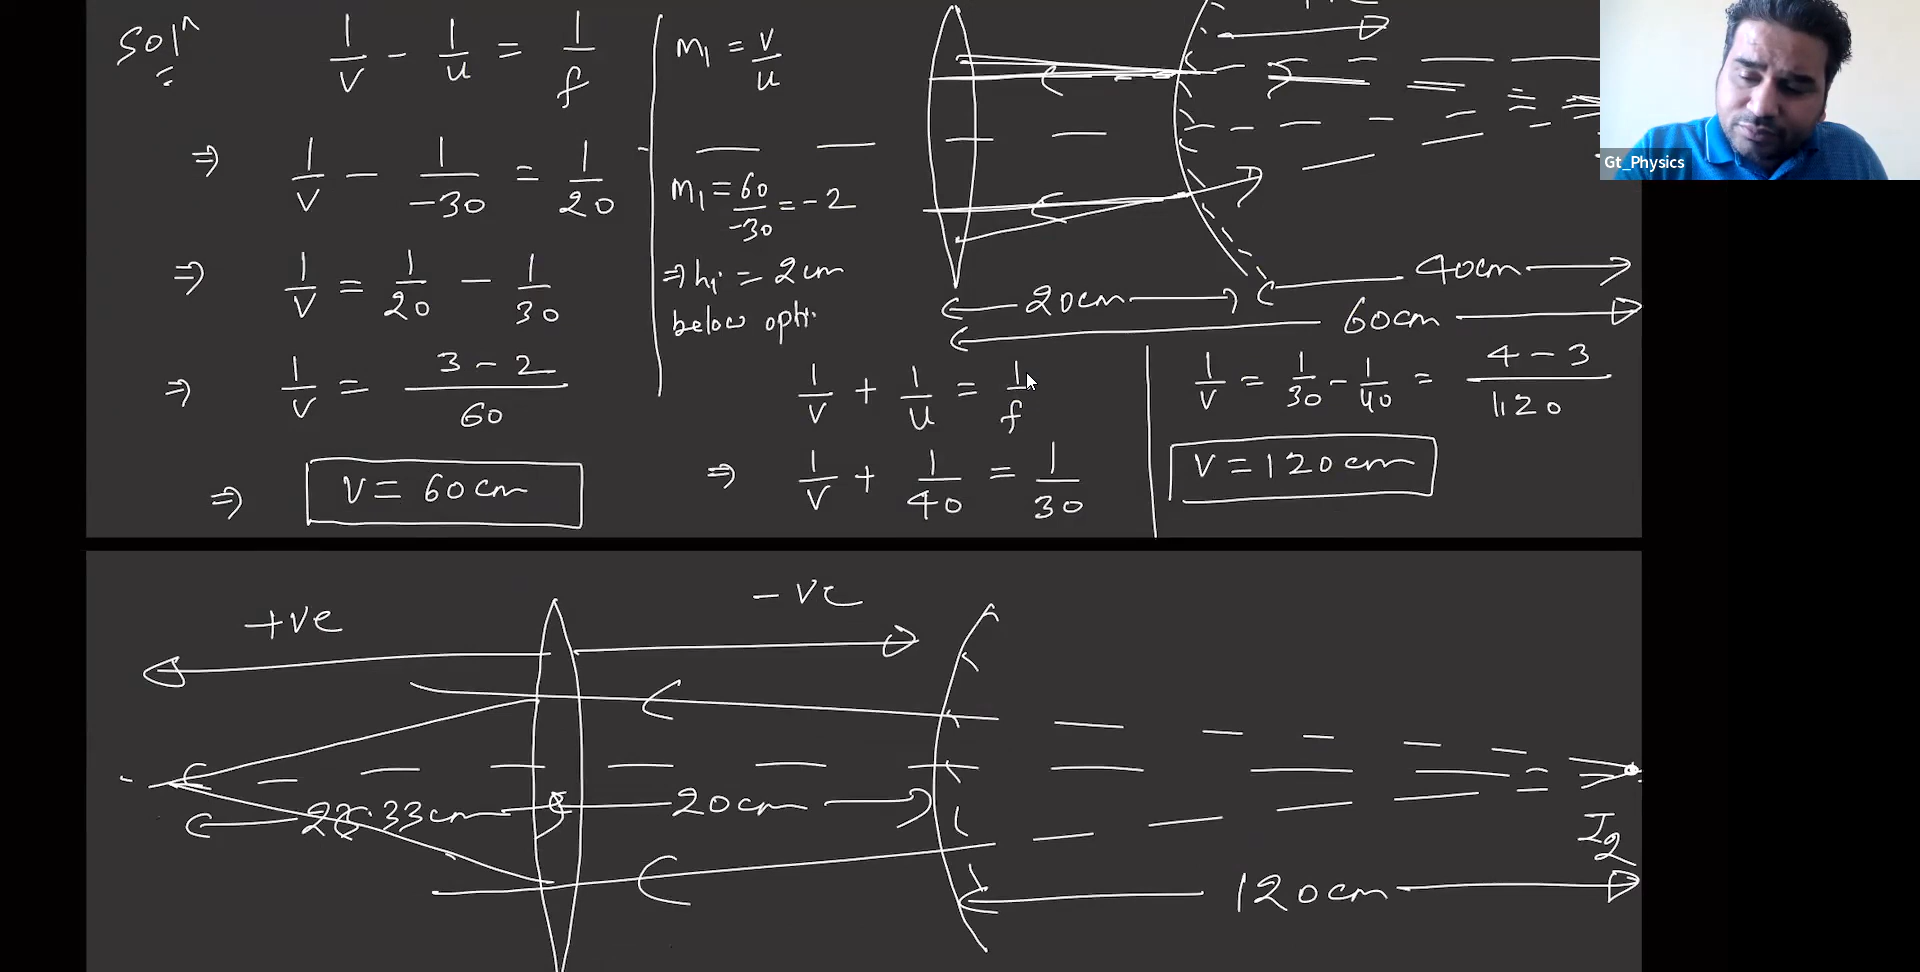 Solⁿ
1/v - 1/u = 1/f
⇒ 1/v - 1/-30 = 1/20
⇒ 1/v = 1/20 - 1/30
⇒ 1/v = 3-2/60
⇒ v = 60cm
m₁ = v/u
m₁ = 60/-30 = -2
⇒ hᵢ = 2cm
below opti
Gt_Physics
40cm
20cm
60cm
1/v + 1/u = 1/f
⇒ 1/v + 1/40 = 1/30
1/v = 1/30 - 1/40 = 4-3/120
v = 120cm
+ve
-ve
.33cm
20cm
I₂
120cm